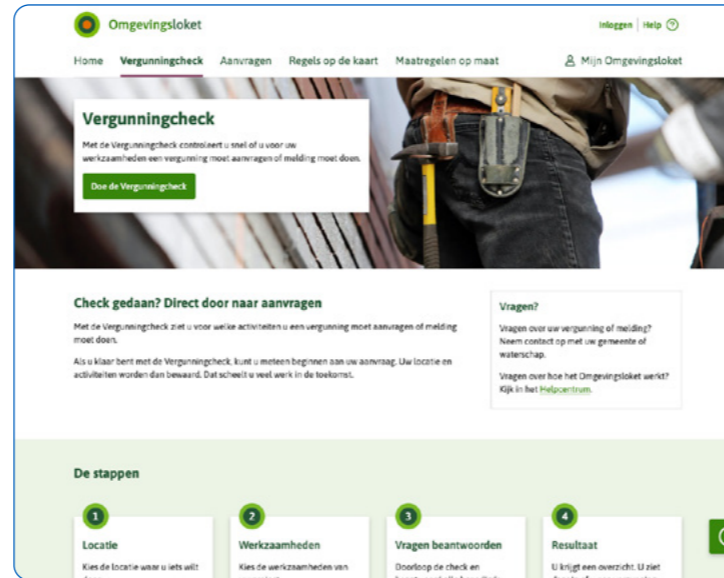 Omgevingsloket
Inloggen Help ?
Home Vergunningcheck Aanvragen Regels op de kaart Maatregelen op maat Mijn Omgevingsloket
Vergunningcheck
Met de Vergunningcheck controleert u snel of u voor uw
werkzaamheden een vergunning moet aanvragen of melding moet doen.
Doe de Vergunningcheck
Check gedaan? Direct door naar aanvragen
Met de Vergunningcheck ziet u voor welke activiteiten u een vergunning moet aanvragen of melding
moet doen.
Als u klaar bent met de Vergunningcheck, kunt u meteen beginnen aan uw aanvraag. Uw locatie en
activiteiten worden dan bewaard. Dat scheelt u veel werk in de toekomst.
Vragen?
Vragen over uw vergunning of melding?
Neem contact op met uw gemeente of
waterschap.
Vragen over hoe het Omgevingsloket werkt?
Kijk in het Helpcentrum.
De stappen
1
Locatie
Kies de locatie waar u iets wilt
2
Werkzaamheden
Kies de werkzaamheden van
3
Vragen beantwoorden
Doorloop de check en
4
Resultaat
U krijgt een overzicht. U ziet